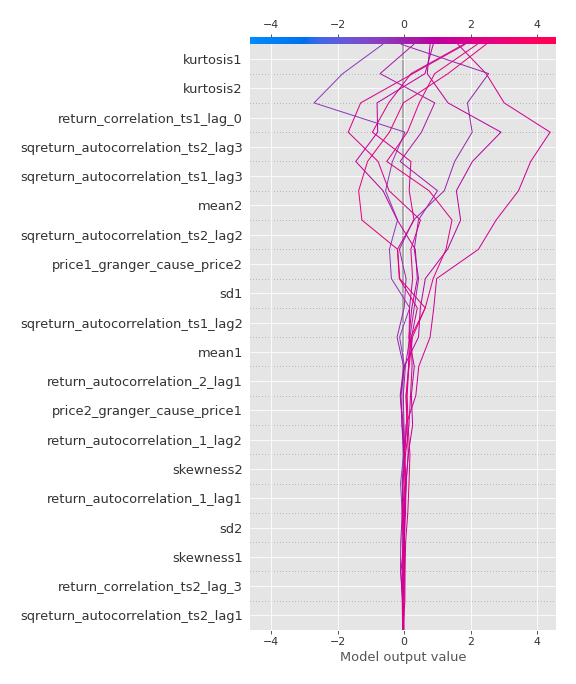 −4 −2 0 2 4
kurtosis1
kurtosis2
return_correlation_ts1_lag_0
sqreturn_autocorrelation_ts2_lag3
sqreturn_autocorrelation_ts1_lag3
mean2
sqreturn_autocorrelation_ts2_lag2
price1_granger_cause_price2
sd1
sqreturn_autocorrelation_ts1_lag2
mean1
return_autocorrelation_2_lag1
price2_granger_cause_price1
return_autocorrelation_1_lag2
skewness2
return_autocorrelation_1_lag1
sd2
skewness1
return_correlation_ts2_lag_3
sqreturn_autocorrelation_ts2_lag1
−4 −2 0 2 4
Model output value